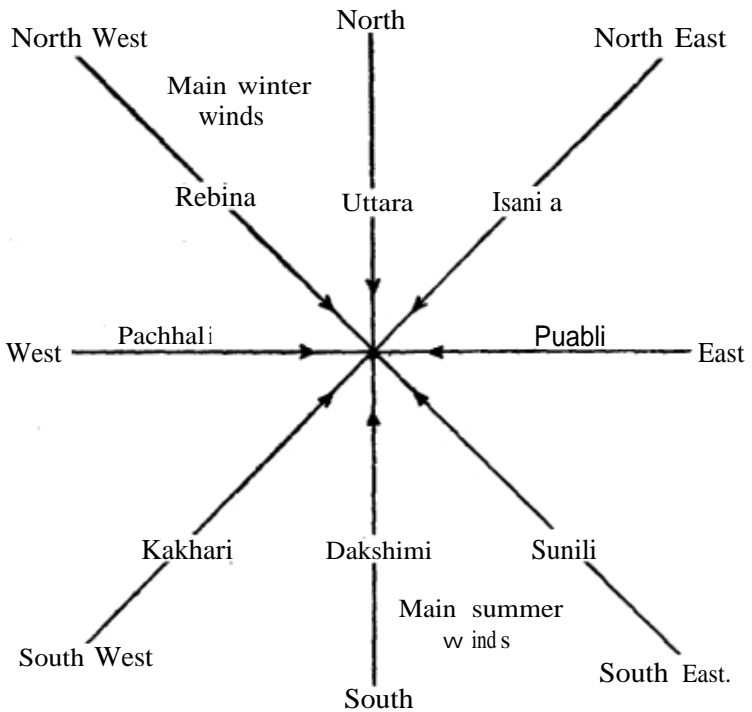 North
North West
North East
Main winter
winds
Rebina
Uttara
Isani a
Pachhali
Puabli
West
East
Kakhari
Dakshimi
Sunili
Main summer
winds
South West
South East.
South